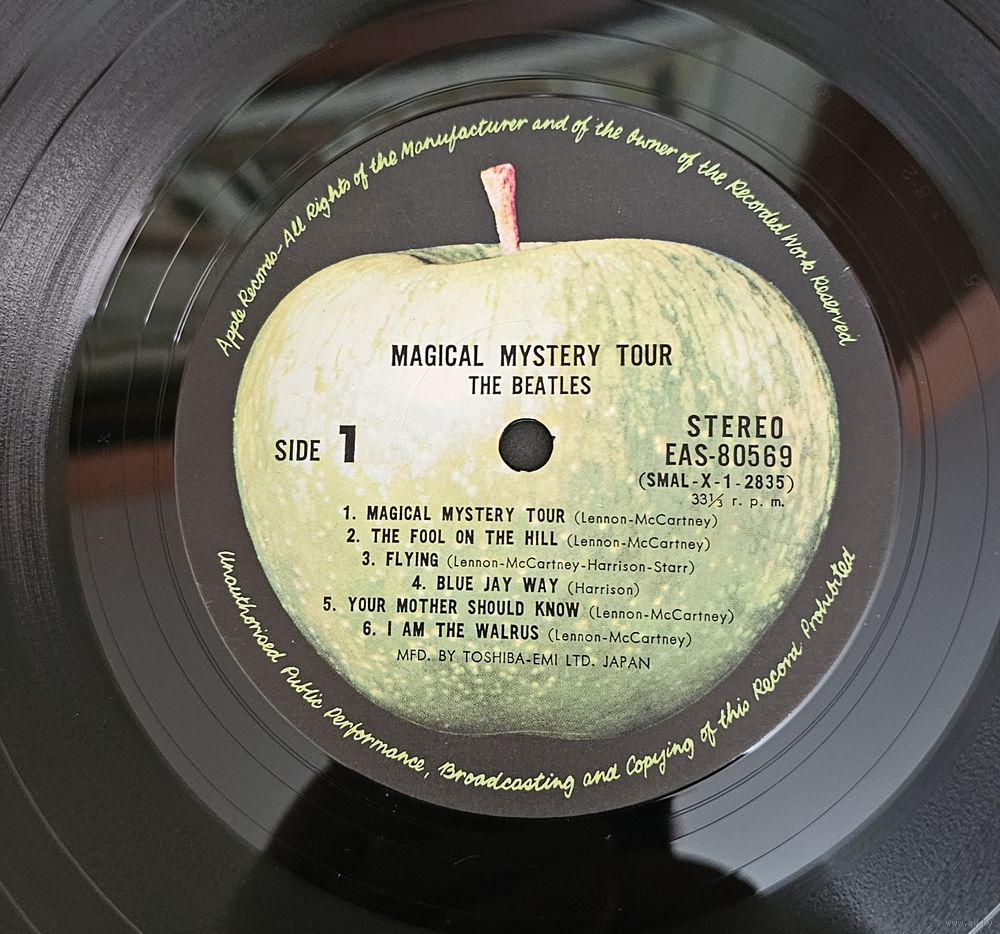 Apple Records-All Rights of the Manufacturer and of the Owner of the Recorded Work Reserved
MAGICAL MYSTERY TOUR
THE BEATLES
SIDE 1
STEREO
EAS-80569
(SMAL-X-1-2835)
33⅓ r. p. m.
1. MAGICAL MYSTERY TOUR (Lennon-McCartney)
2. THE FOOL ON THE HILL (Lennon-McCartney)
3. FLYING (Lennon-McCartney-Harrison-Starr)
4. BLUE JAY WAY (Harrison)
5. YOUR MOTHER SHOULD KNOW (Lennon-McCartney)
6. I AM THE WALRUS (Lennon-McCartney)
MFD. BY TOSHIBA-EMI LTD. JAPAN
Unauthorised Public Performance, Broadcasting and Copying of this Record Prohibited